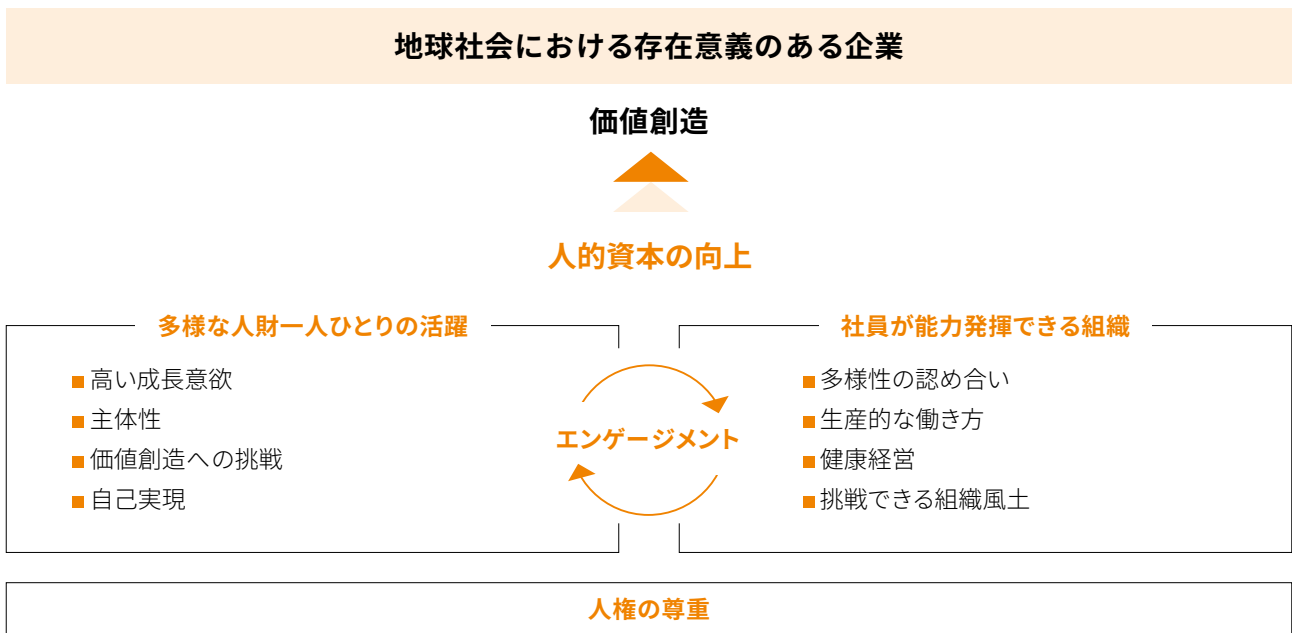 地球社会における存在意義のある企業
価値創造
人的資本の向上
多様な人財一人ひとりの活躍
高い成長意欲
主体性
価値創造への挑戦
自己実現
エンゲージメント
社員が能力発揮できる組織
多様性の認め合い
生産的な働き方
健康経営
挑戦できる組織風土
人権の尊重